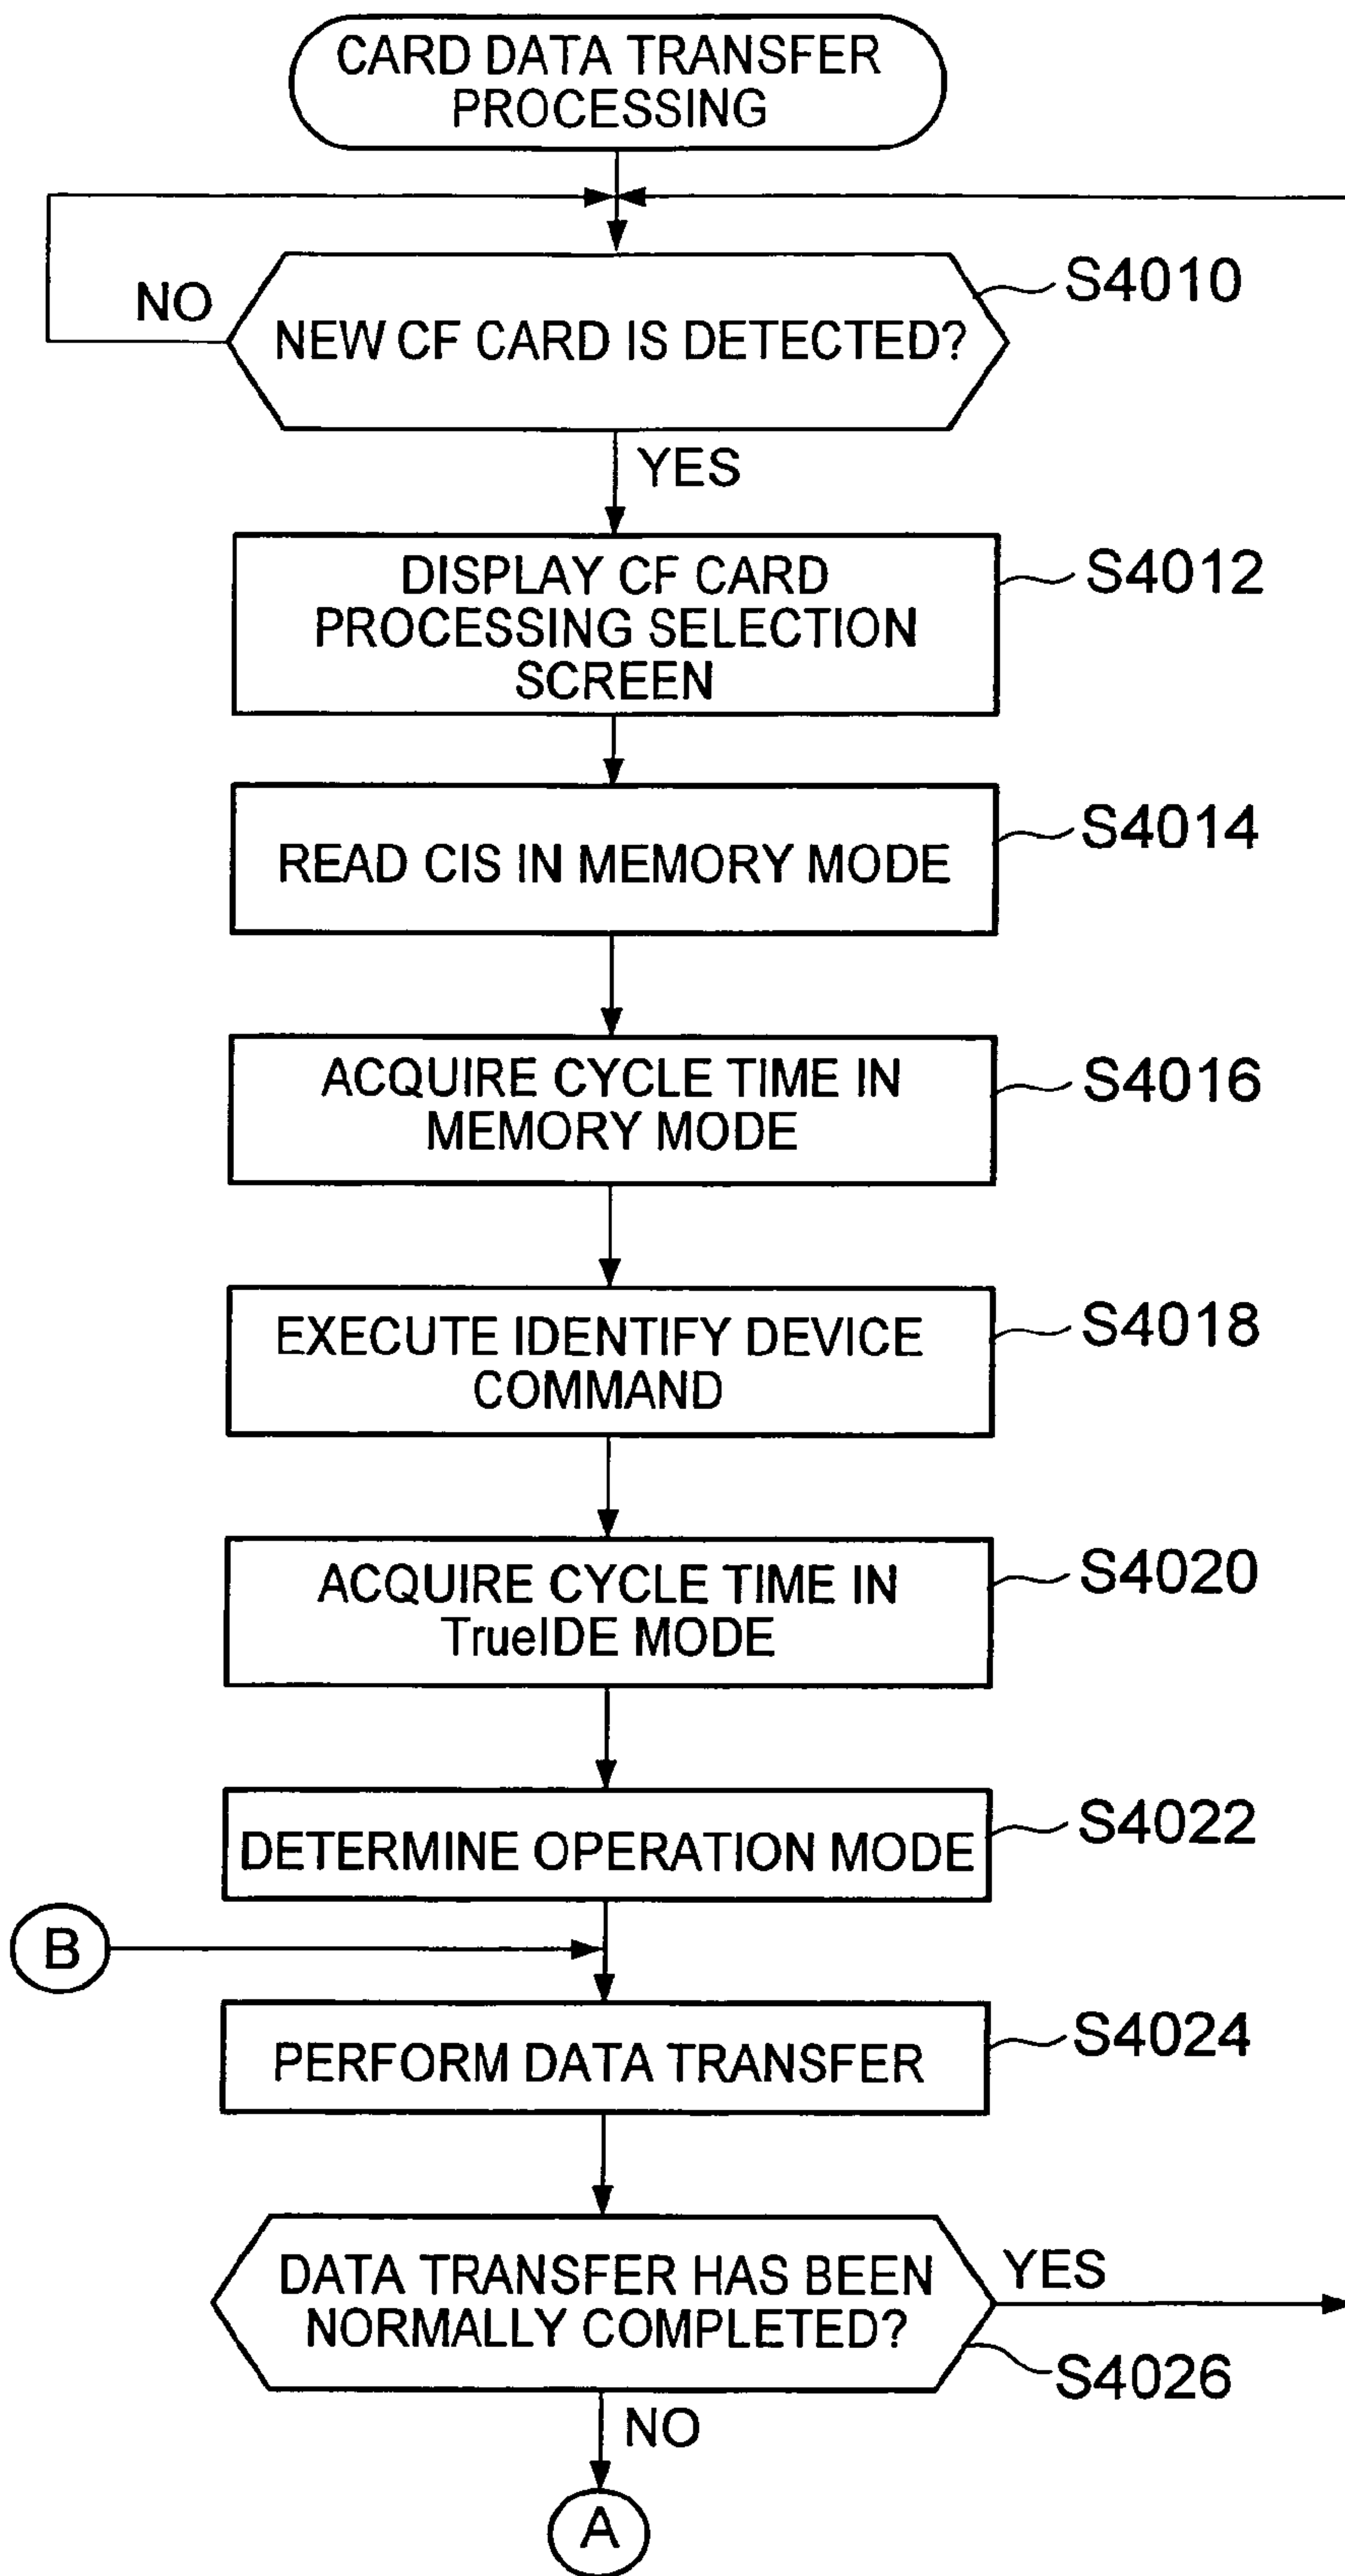 CARD DATA TRANSFER
PROCESSING
NO
NEW CF CARD IS DETECTED?
S4010
YES
DISPLAY CF CARD
PROCESSING SELECTION
SCREEN
S4012
READ CIS IN MEMORY MODE
S4014
ACQUIRE CYCLE TIME IN
MEMORY MODE
S4016
EXECUTE IDENTIFY DEVICE
COMMAND
S4018
ACQUIRE CYCLE TIME IN
TrueIDE MODE
S4020
DETERMINE OPERATION MODE
S4022
B
PERFORM DATA TRANSFER
S4024
DATA TRANSFER HAS BEEN
NORMALLY COMPLETED?
YES
S4026
NO
A